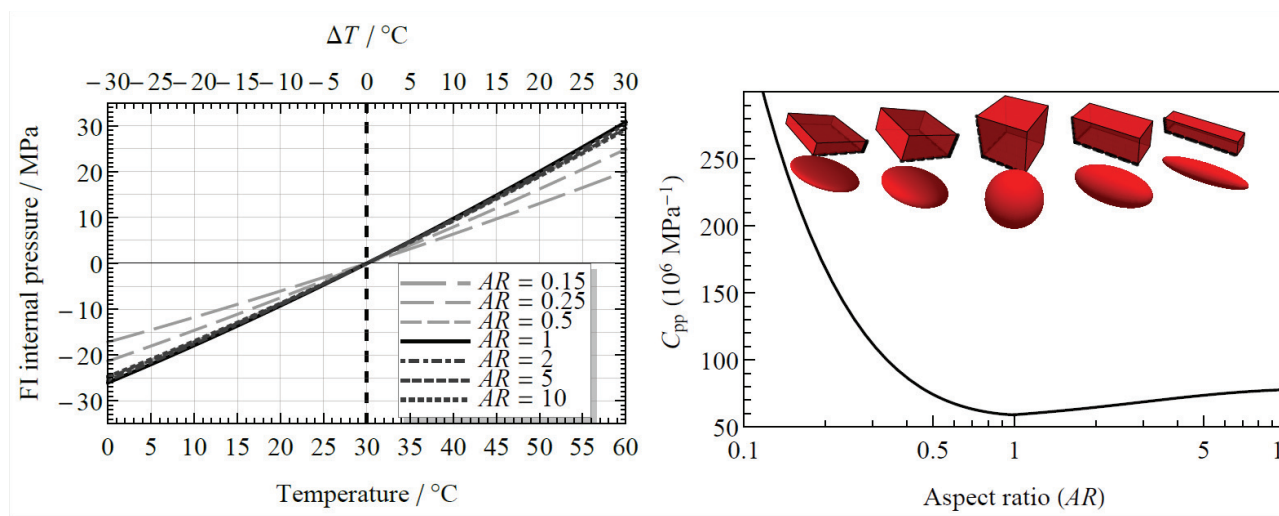 ΔT / °C
−30 −25 −20 −15 −10 −5 0 5 10 15 20 25 30
FI internal pressure / MPa
30
20
10
0
−10
−20
−30
AR = 0.15
AR = 0.25
AR = 0.5
AR = 1
AR = 2
AR = 5
AR = 10
0 5 10 15 20 25 30 35 40 45 50 55 60
Temperature / °C
Cpp (10⁶ MPa⁻¹)
250
200
150
100
50
0.1 0.5 1 5 1
Aspect ratio (AR)